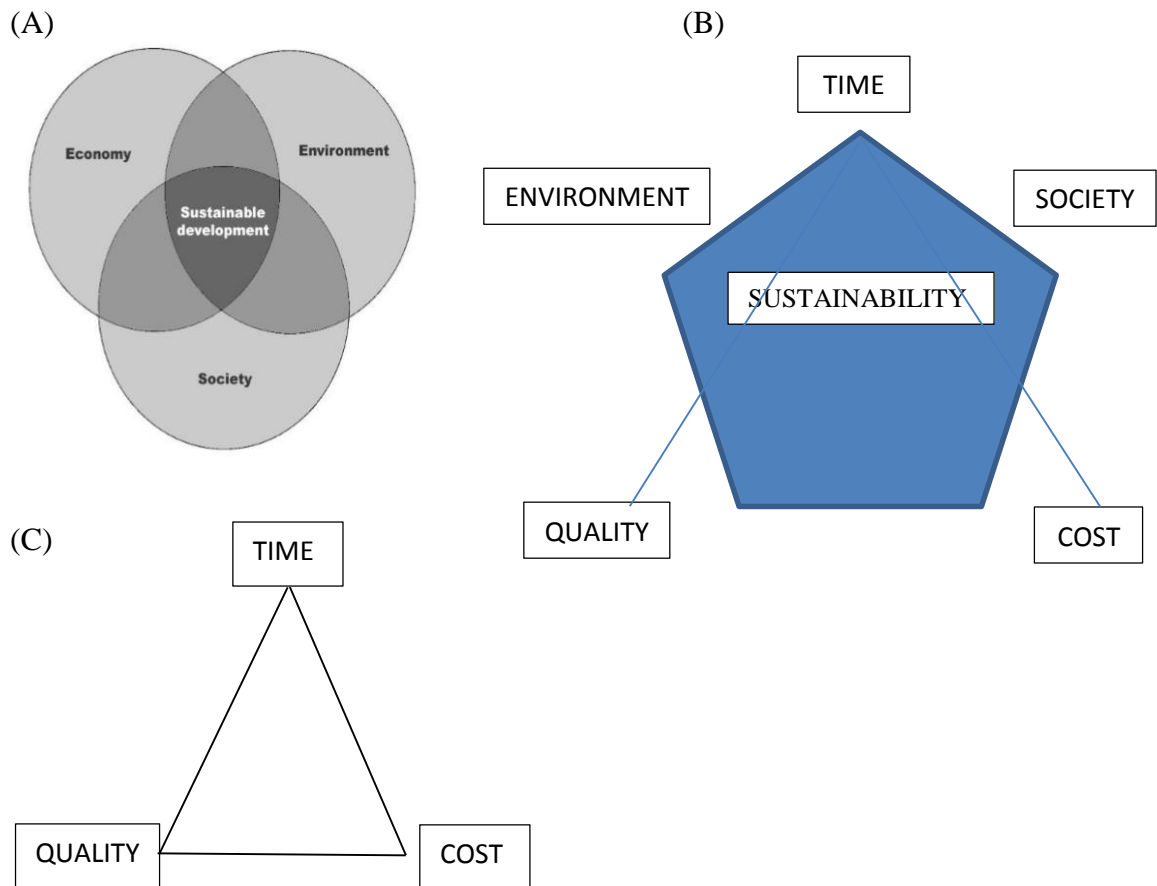 (A)
Economy
Environment
Sustainable
development
Society
(B)
TIME
ENVIRONMENT
SOCIETY
SUSTAINABILITY
QUALITY
COST
(C)
TIME
QUALITY
COST